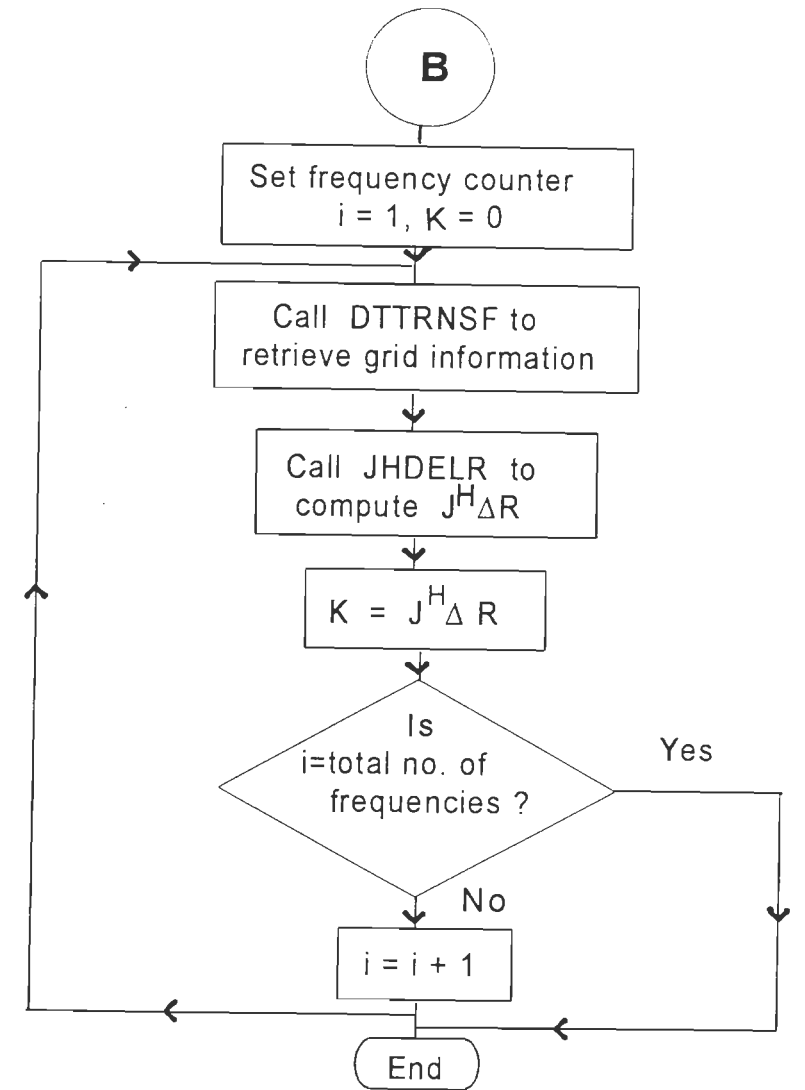 B
Set frequency counter
i = 1, K = 0
Call DTTRNSF to
retrieve grid information
Call JHDELR to
compute J^HΔR
K = J^HΔ R
Is
i=total no. of
frequencies ?
Yes
No
i = i + 1
End